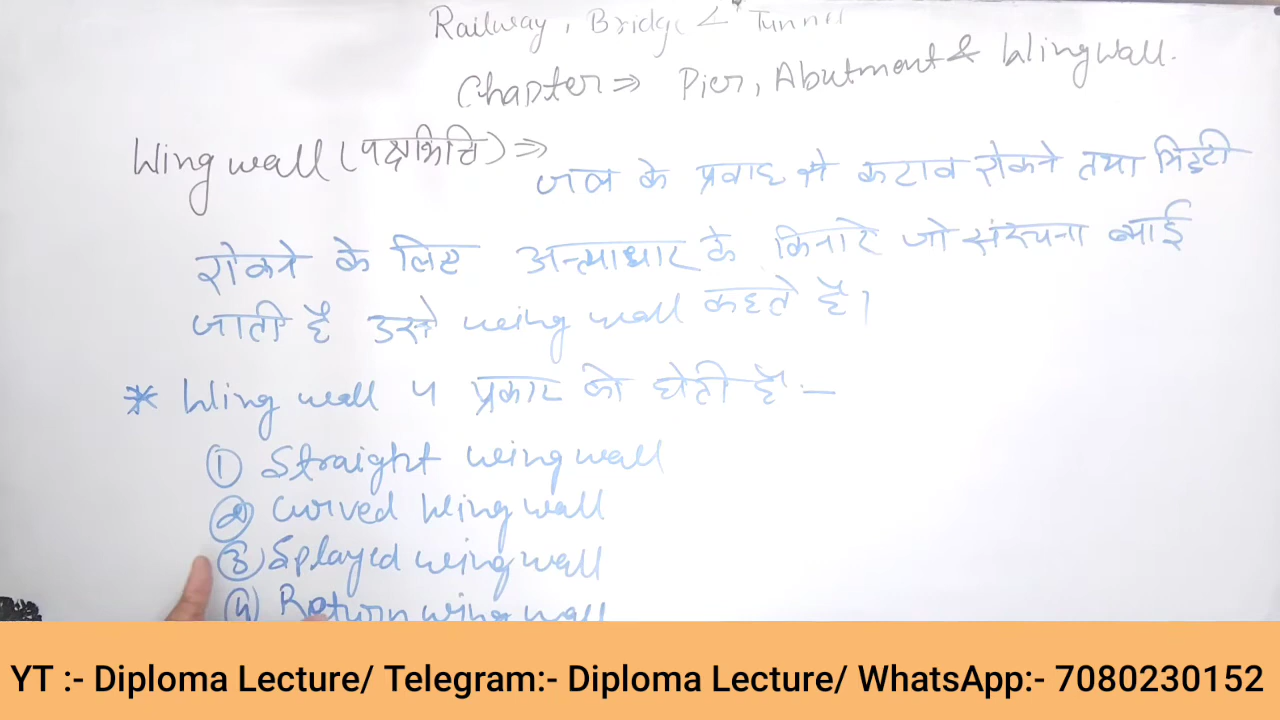 Railway, Bridge & Tunnel
Chapter ⇒ Pier, Abutment & Wing wall.
Wing wall (पक्षभित्ति) ⇒
जल के प्रवाह से कटाव रोकने तथा मिट्टी
रोकने के लिए अन्त्याधार के किनारे जो संरचना बनाई
जाती है उसे wing wall कहते है।
* Wing wall 4 प्रकार की होती है :-
① Straight wing wall
② Curved Wing wall
③ Splayed wing wall
④ Return wing wall
YT :- Diploma Lecture/ Telegram:- Diploma Lecture/ WhatsApp:- 7080230152